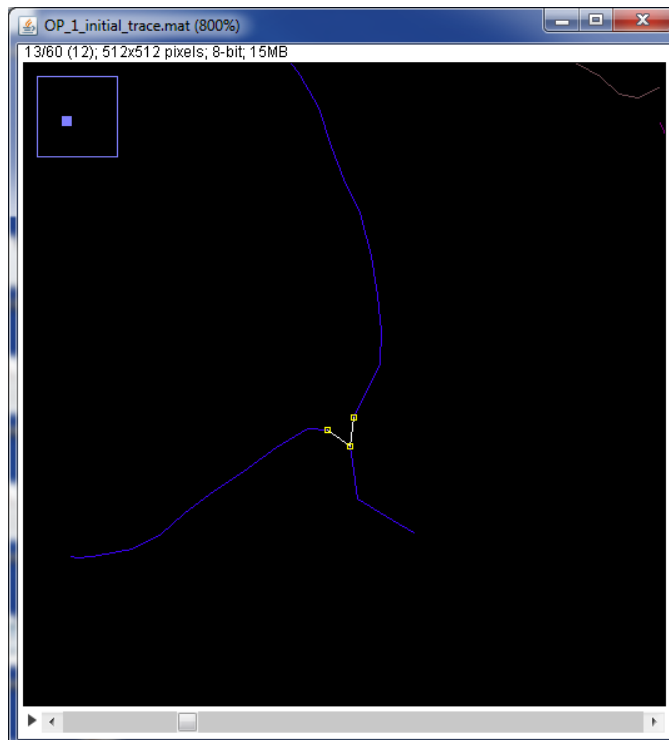 OP_1_initial_trace.mat (800%)
13/60 (12); 512x512 pixels; 8-bit; 15MB